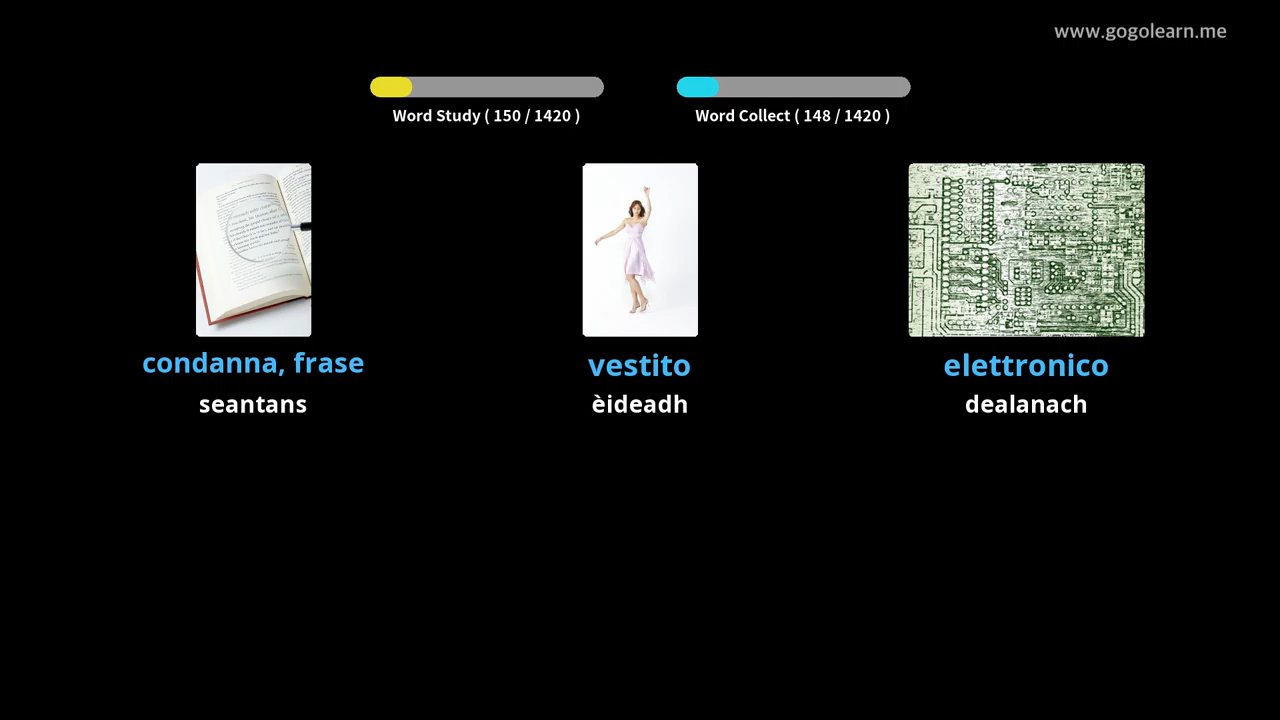 www.gogolearn.me
Word Study ( 150 / 1420 )
Word Collect ( 148 / 1420 )
condanna, frase
vestito
elettronico
seantans
èideadh
dealanach